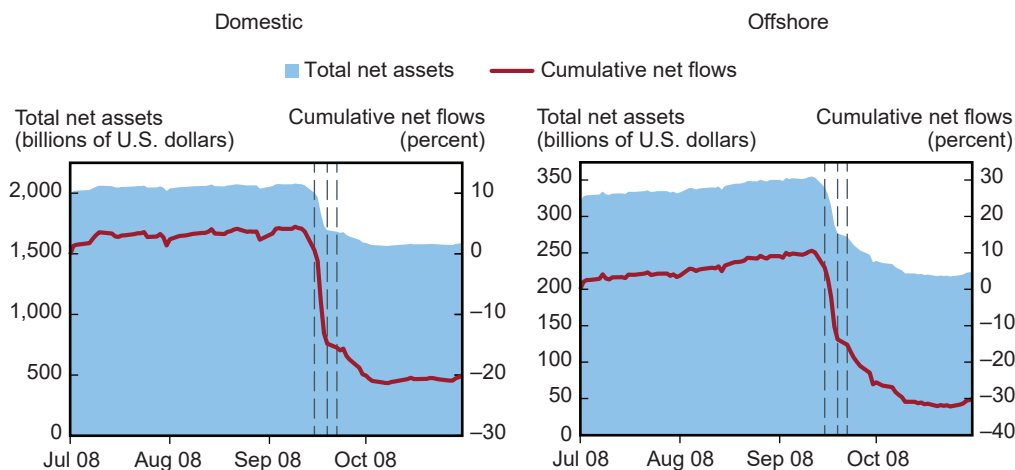 Domestic
Offshore
Total net assets
Cumulative net flows
Total net assets
(billions of U.S. dollars)
Cumulative net flows
(percent)
2,000
1,500
1,000
500
0
10
0
–10
–20
–30
Jul 08
Aug 08
Sep 08
Oct 08
Total net assets
(billions of U.S. dollars)
Cumulative net flows
(percent)
350
300
250
200
150
100
50
0
30
20
10
0
–10
–20
–30
–40
Jul 08
Aug 08
Sep 08
Oct 08